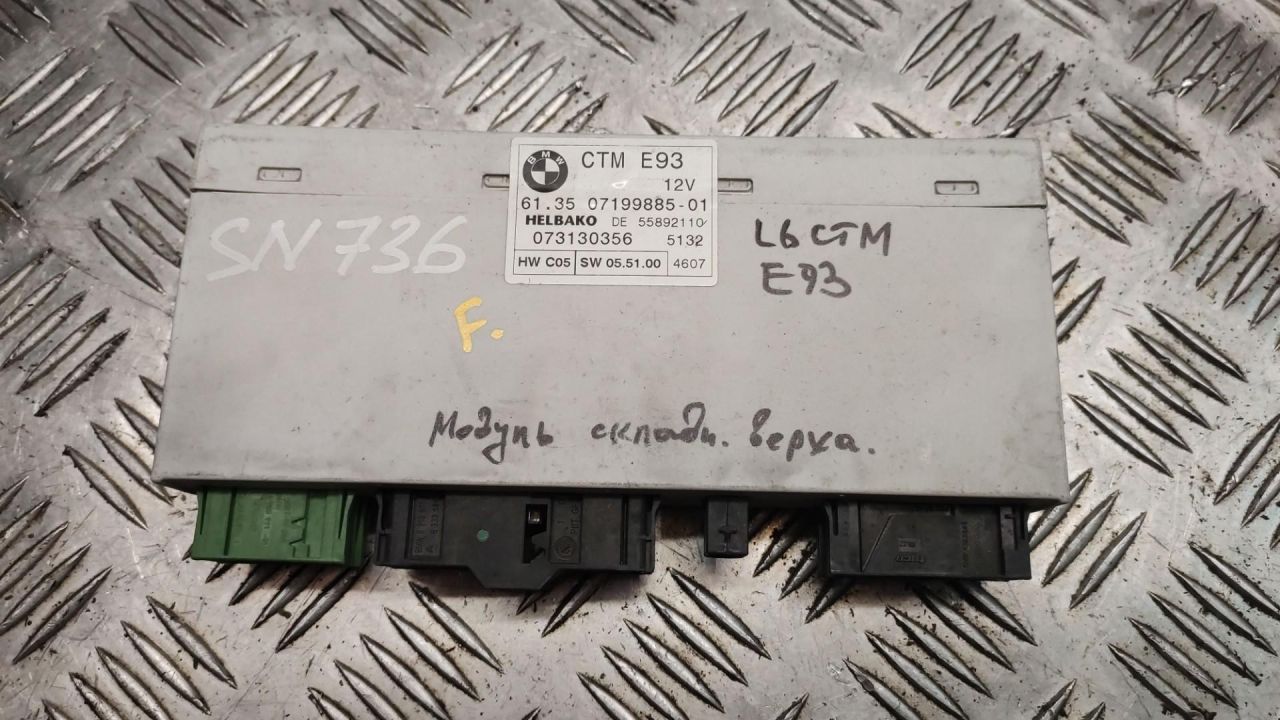 BMW
CTM E93
12V
61.35 07199885-01
HELBAKO DE 55892110
073130356 5132
HW C05 SW 05.51.00 4607
SN 736
L6 CTM
E93
F.
Модуль складн. верха.